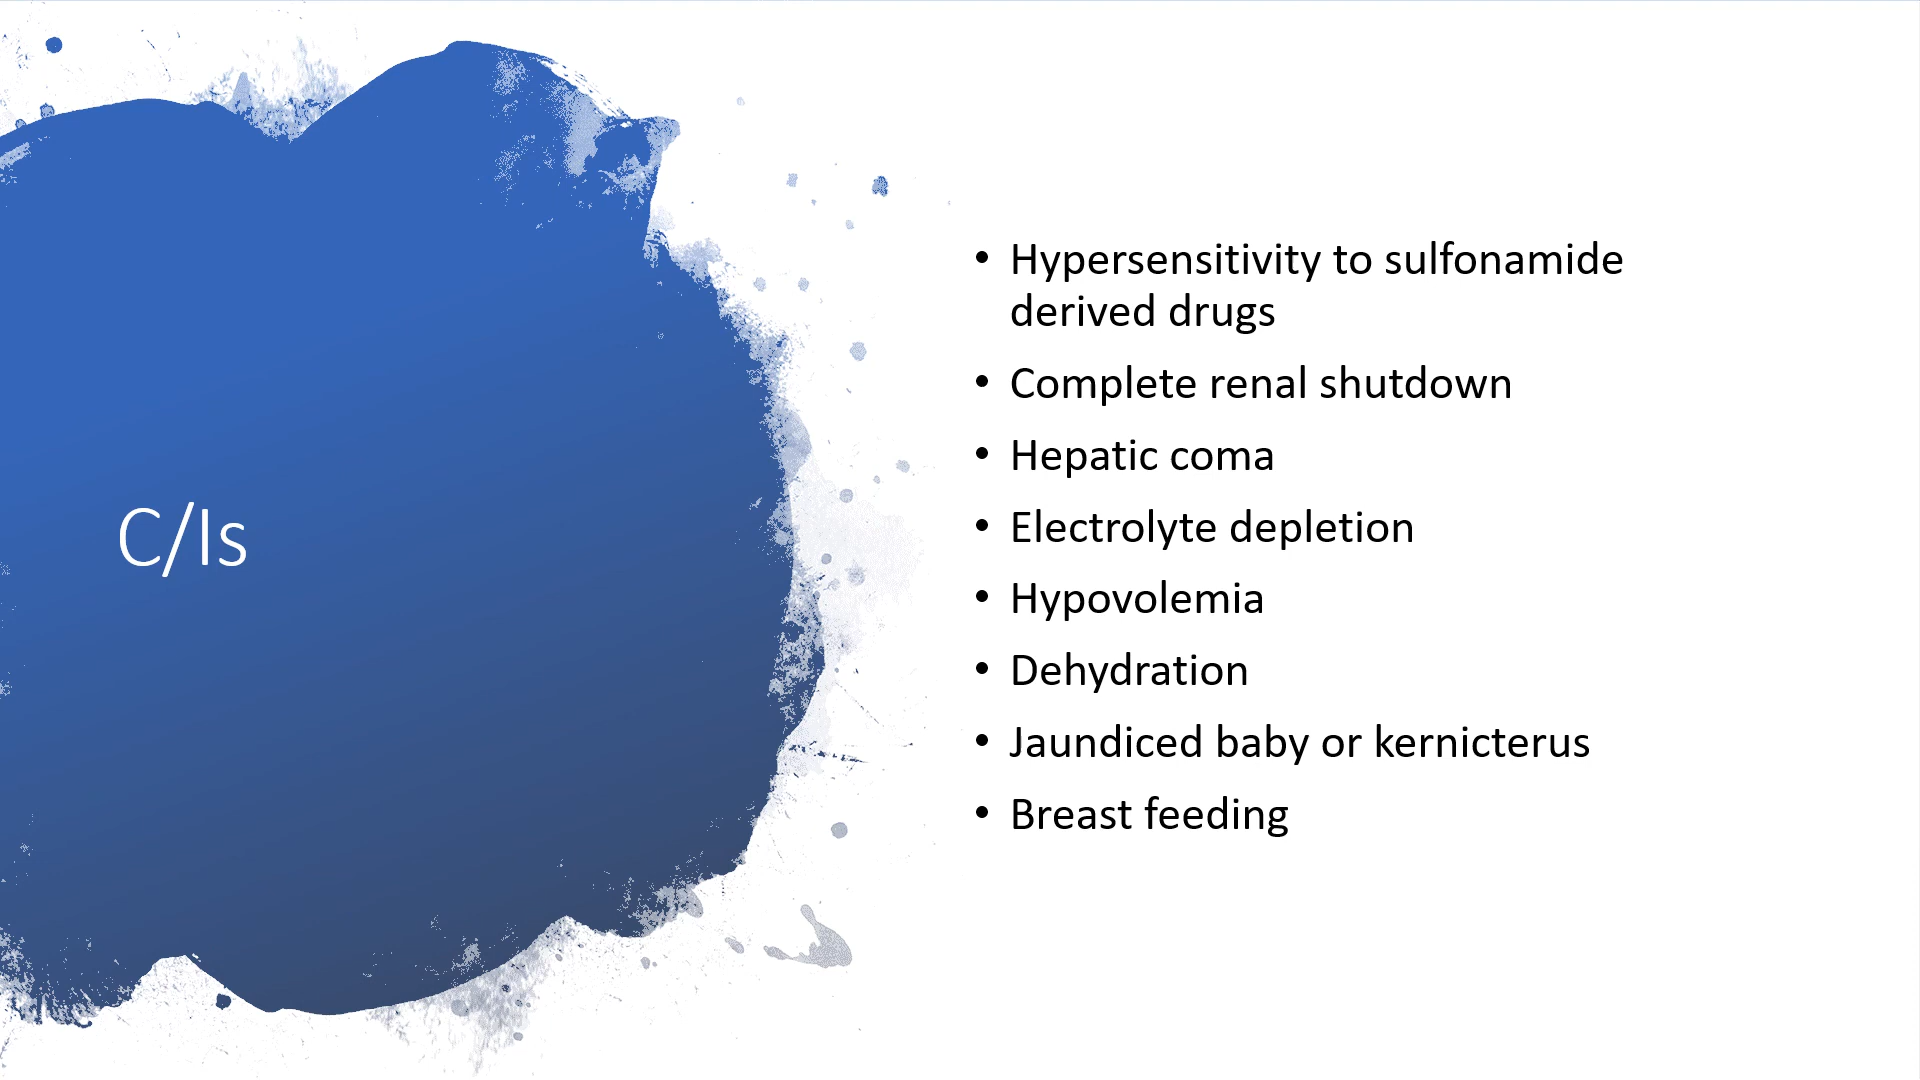 C/Is
• Hypersensitivity to sulfonamide
derived drugs
• Complete renal shutdown
• Hepatic coma
• Electrolyte depletion
• Hypovolemia
• Dehydration
• Jaundiced baby or kernicterus
• Breast feeding